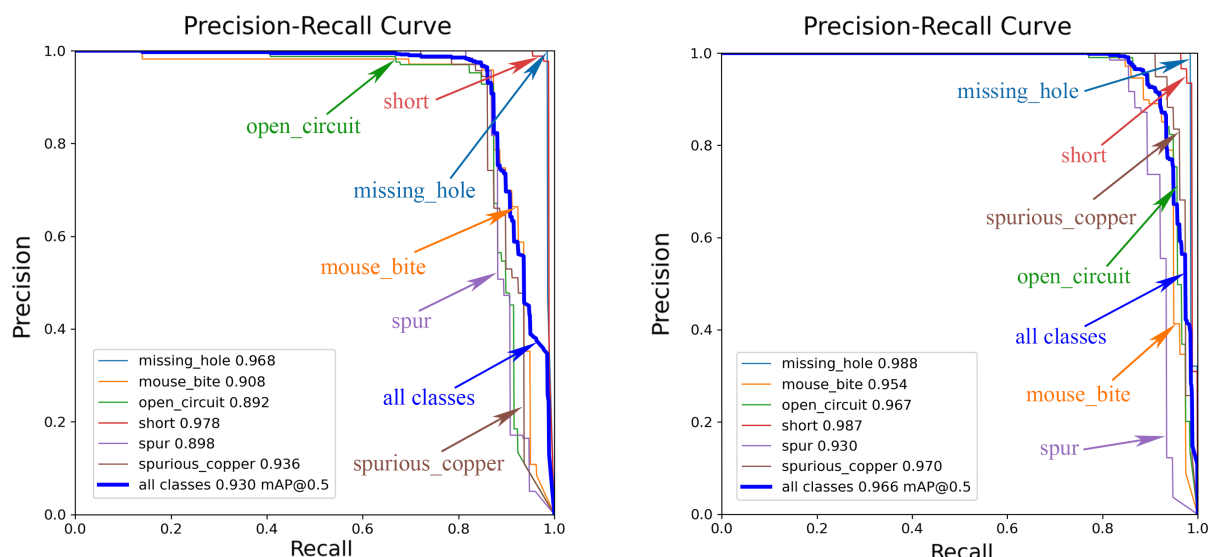 Precision-Recall Curve
1.0
0.8
0.6
0.4
0.2
0.0
0.2
0.4
0.6
0.8
1.0
Precision
Recall
short
open_circuit
missing_hole
mouse_bite
spur
all classes
spurious_copper
missing_hole 0.968
mouse_bite 0.908
open_circuit 0.892
short 0.978
spur 0.898
spurious_copper 0.936
all classes 0.930 mAP@0.5
Precision-Recall Curve
1.0
0.8
0.6
0.4
0.2
0.0
0.0
0.2
0.4
0.6
0.8
1.0
Precision
Recall
missing_hole
short
spurious_copper
open_circuit
all classes
mouse_bite
spur
missing_hole 0.988
mouse_bite 0.954
open_circuit 0.967
short 0.987
spur 0.930
spurious_copper 0.970
all classes 0.966 mAP@0.5